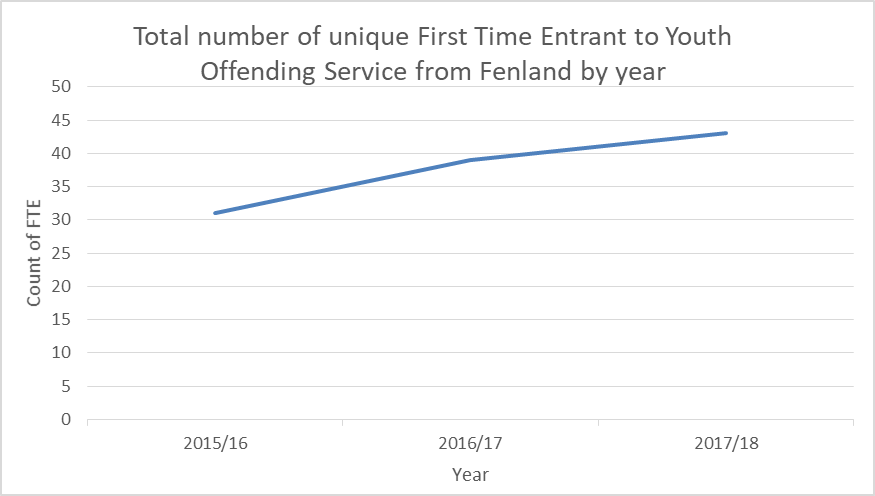 Total number of unique First Time Entrant to Youth
Offending Service from Fenland by year
50
45
40
35
30
25
20
15
10
5
0
Count of FTE
2015/16 2016/17 2017/18
Year